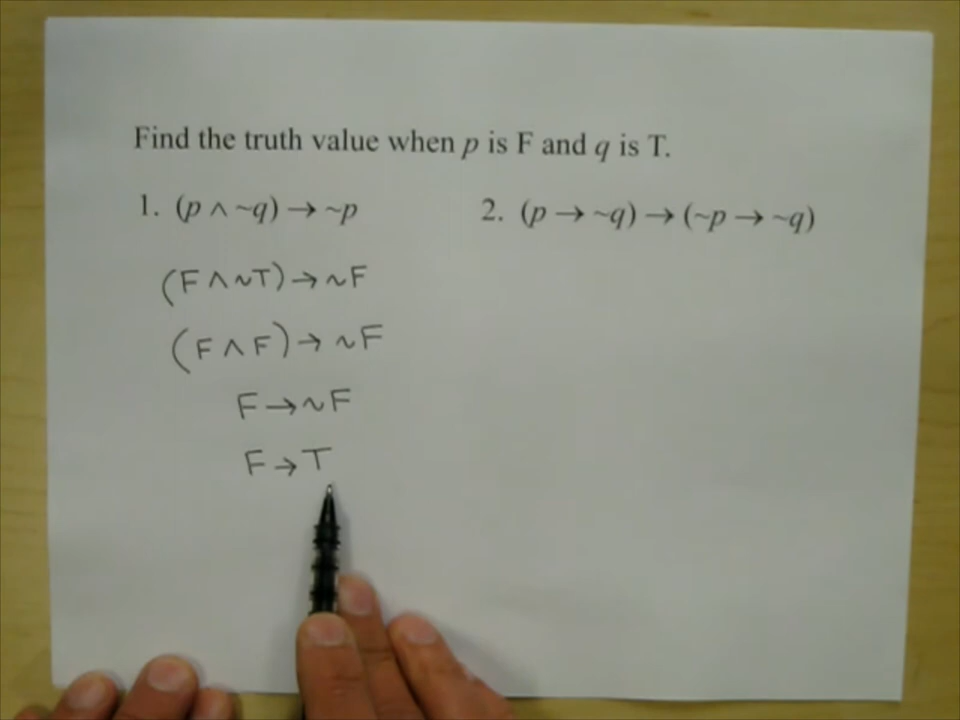 Find the truth value when p is F and q is T.
1. (p ∧ ~q) → ~p
2. (p → ~q) → (~p → ~q)
(F ∧ ~T) → ~F
(F ∧ F) → ~F
F → ~F
F → T